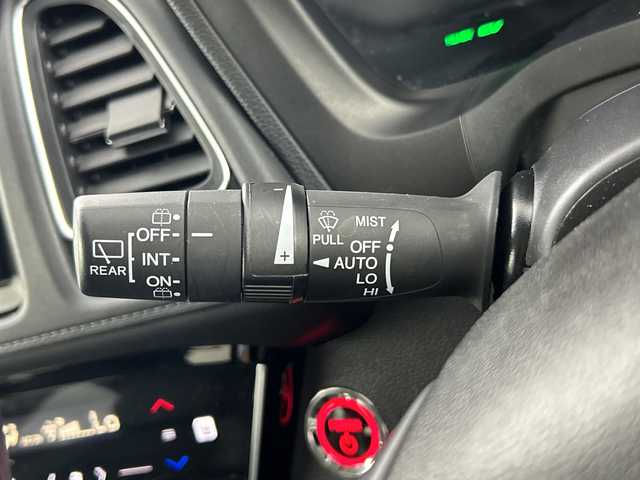 REAR
OFF
INT
ON
-
+
PULL
MIST
OFF
AUTO
LO
HI